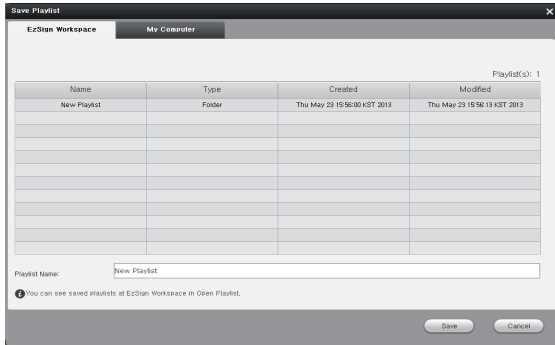 Save Playlist
EzSign Workspace My Computer
Playlist(s): 1
Name Type Created Modified
New Playlist Folder Thu May 23 15:56:00 KST 2013 Thu May 23 15:56:13 KST 2013
Playlist Name: New Playlist
You can see saved playlists at EzSign Workspace in Open Playlist.
Save Cancel